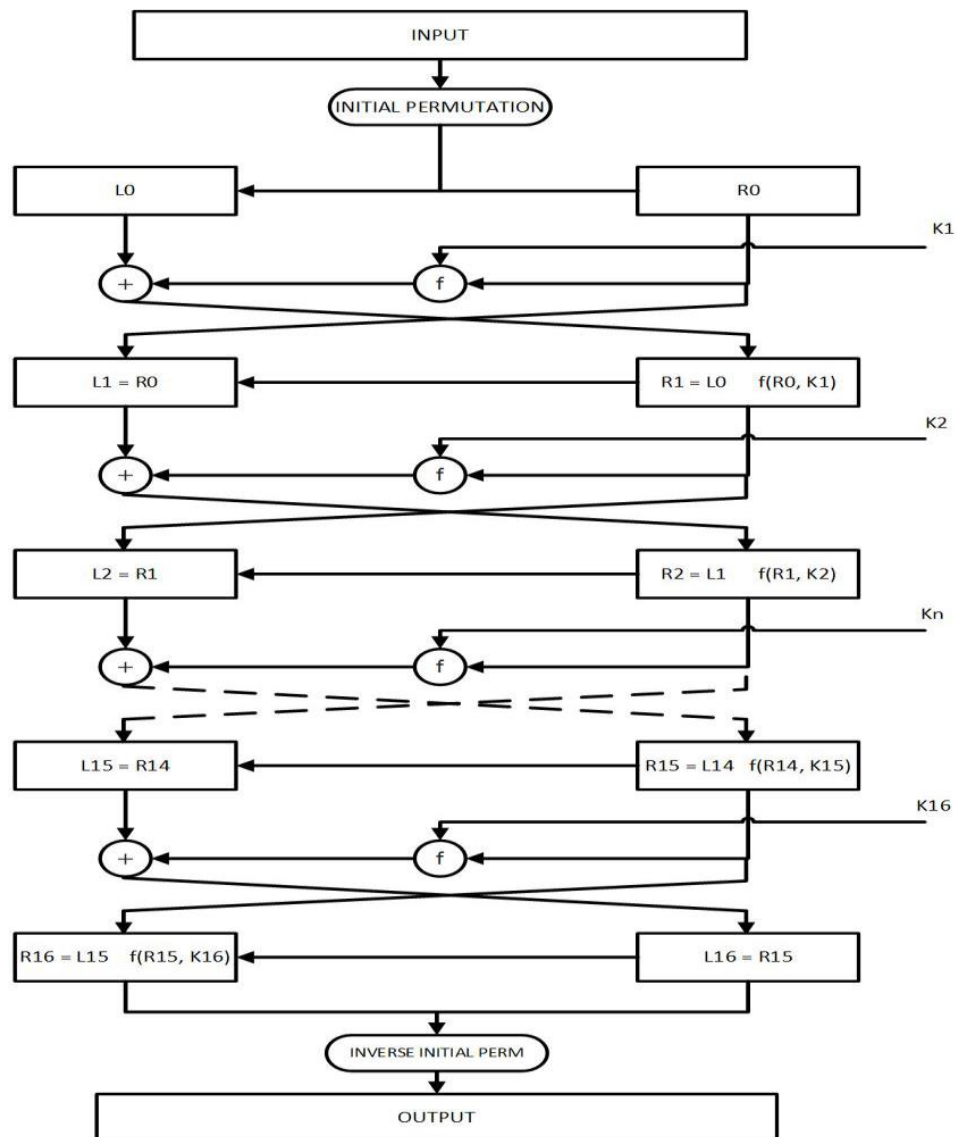 INPUT
INITIAL PERMUTATION
L0
R0
K1
+
f
L1 = R0
R1 = L0 f(R0, K1)
K2
+
f
L2 = R1
R2 = L1 f(R1, K2)
Kn
+
f
L15 = R14
R15 = L14 f(R14, K15)
K16
+
f
R16 = L15 f(R15, K16)
L16 = R15
INVERSE INITIAL PERM
OUTPUT